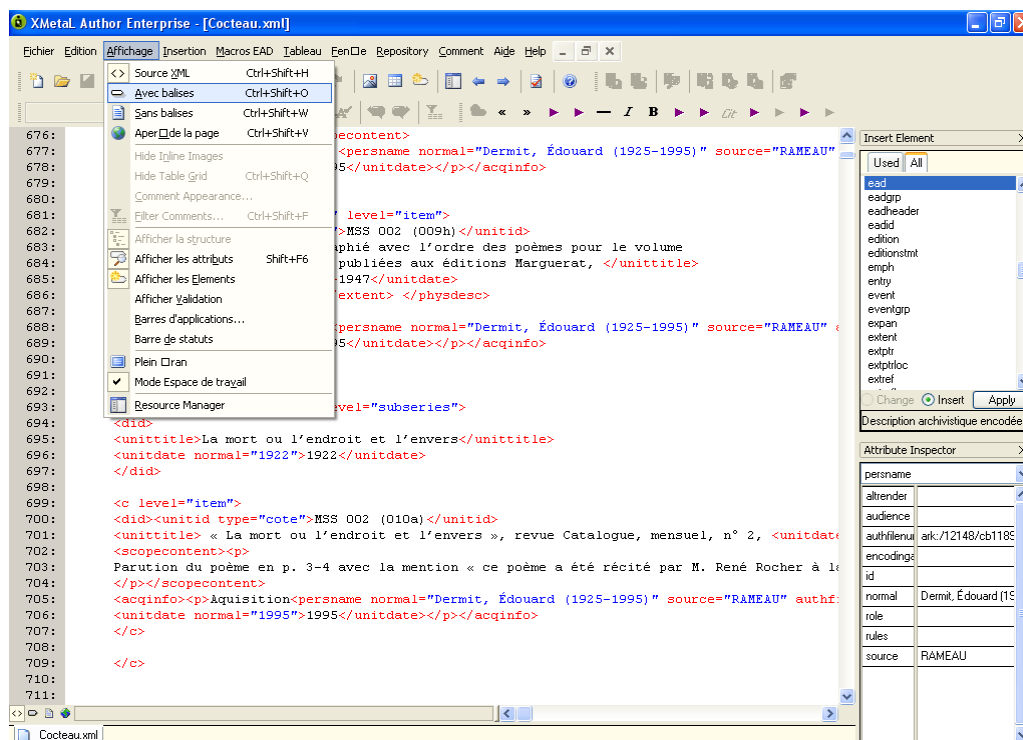 XMetaL Author Enterprise - [Cocteau.xml]
Fichier Edition Affichage Insertion Macros EAD Tableau Fen□e Repository Comment Aide Help
Source XML Ctrl+Shift+H
Avec balises Ctrl+Shift+O
Sans balises Ctrl+Shift+W
Aper□de la page Ctrl+Shift+V
Hide Inline Images
Hide Table Grid Ctrl+Shift+Q
Comment Appearance...
Filter Comments... Ctrl+Shift+F
Afficher la structure
Afficher les attributs Shift+F6
Afficher les Elements
Afficher Validation
Barres d'applications...
Barre de statuts
Plein □ran
Mode Espace de travail
Resource Manager
« » I B Cit
676: econtent>
677: <persname normal="Dermit, Édouard (1925-1995)" source="RAMEAU"
678: 5</unitdate></p></acqinfo>
679:
680:
681: level="item">
682: >MSS 002 (009h)</unitid>
683: phié avec l'ordre des poèmes pour le volume
684: publiées aux éditions Marguerat, </unittitle>
685: -1947</unitdate>
686: extent> </physdesc>
687:
688: persname normal="Dermit, Édouard (1925-1995)" source="RAMEAU"
689: 5</unitdate></p></acqinfo>
690:
691:
692:
693: vel="subseries">
694: <did>
695: <unittitle>La mort ou l'endroit et l'envers</unittitle>
696: <unitdate normal="1922">1922</unitdate>
697: </did>
698:
699: <c level="item">
700: <did><unitid type="cote">MSS 002 (010a)</unitid>
701: <unittitle> « La mort ou l'endroit et l'envers », revue Catalogue, mensuel, n° 2, <unitdate
702: <scopecontent><p>
703: Parution du poème en p. 3-4 avec la mention « ce poème a été récité par M. René Rocher à la
704: </p></scopecontent>
705: <acqinfo><p>Aquisition<persname normal="Dermit, Édouard (1925-1995)" source="RAMEAU" authfi
706: <unitdate normal="1995">1995</unitdate></p></acqinfo>
707: </c>
708:
709: </c>
710:
711:
Cocteau.xml
Insert Element
Used All
ead
eadgrp
eadheader
eadid
edition
editionstmt
emph
entry
event
eventgrp
expan
extent
extptr
extptrloc
extref
Change Insert Apply
Description archivistique encodée
Attribute Inspector
persname
altrender
audience
authfilenu ark:/12148/cb1189
encodinga
id
normal Dermit, Édouard (19
role
rules
source RAMEAU